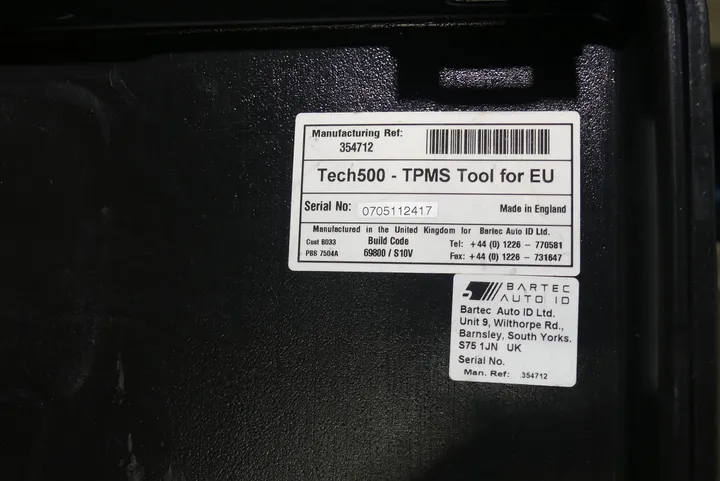 Manufacturing Ref:
354712
Tech500 - TPMS Tool for EU
Serial No: 0705112417 Made in England
Manufactured in the United Kingdom for Bartec Auto ID Ltd.
Cust B033 Build Code Tel: +44 (0) 1226 - 770581
PBS 7504A 69800 / S10V Fax: +44 (0) 1226 - 731647
BARTEC
AUTO ID
Bartec Auto ID Ltd.
Unit 9, Wilthorpe Rd.,
Barnsley, South Yorks.
S75 1JN UK
Serial No.
Man. Ref: 354712